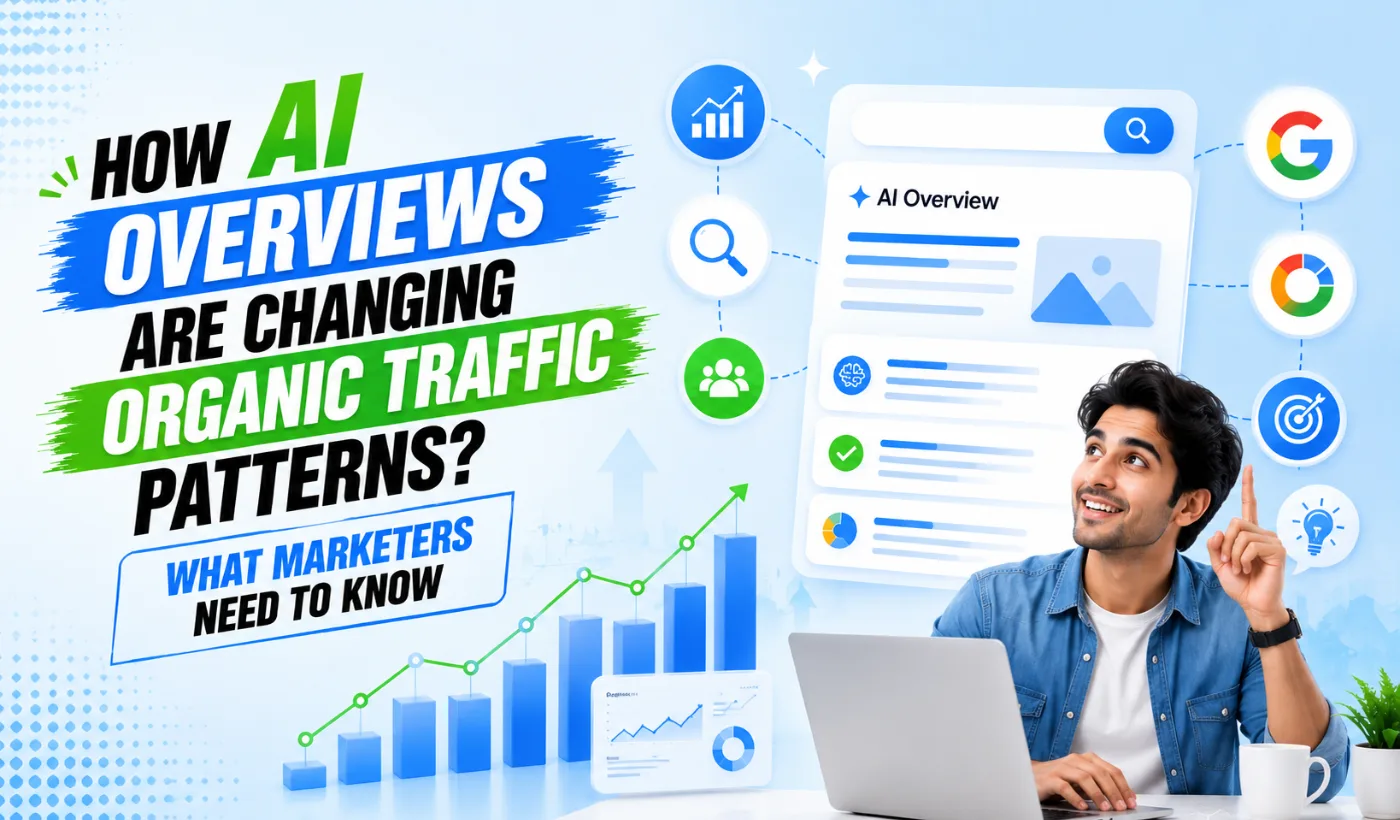 HOW AI
OVERVIEWS
ARE CHANGING
ORGANIC TRAFFIC
PATTERNS?
WHAT MARKETERS
NEED TO KNOW
AI Overview
G